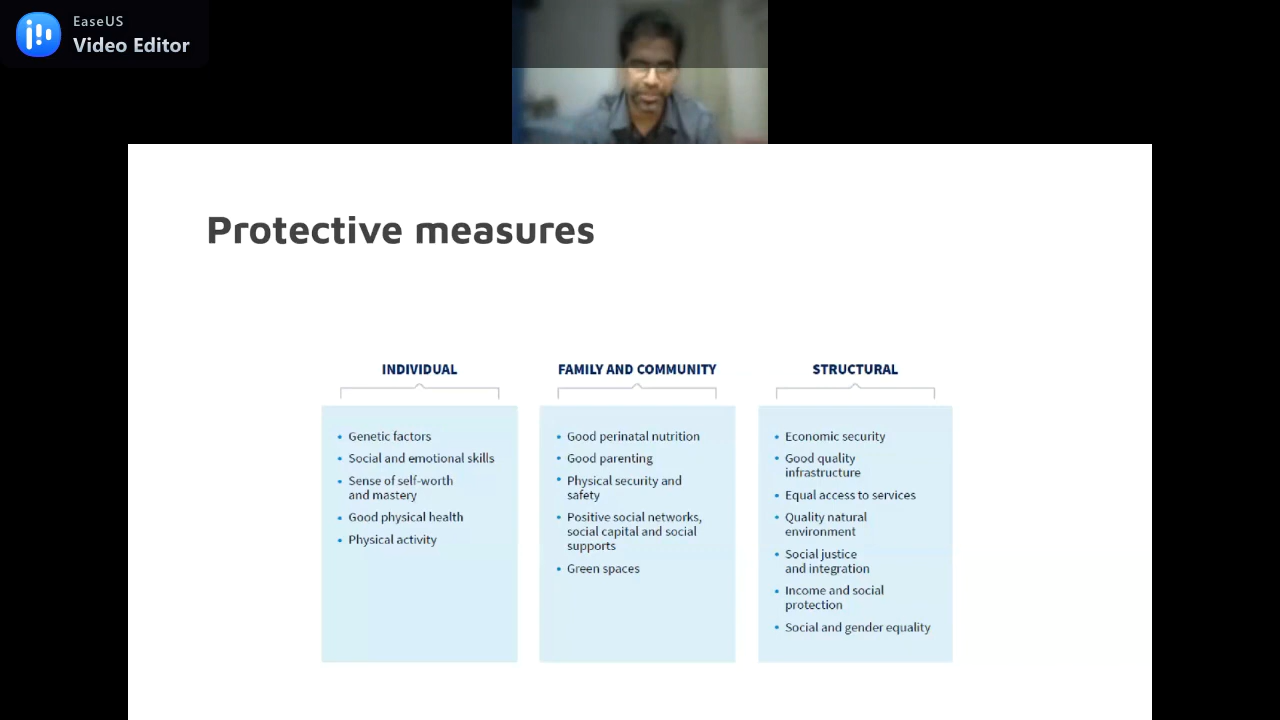 EaseUS
Video Editor
Protective measures
INDIVIDUAL
• Genetic factors
• Social and emotional skills
• Sense of self-worth
and mastery
• Good physical health
• Physical activity
FAMILY AND COMMUNITY
• Good perinatal nutrition
• Good parenting
• Physical security and
safety
• Positive social networks,
social capital and social
supports
• Green spaces
STRUCTURAL
• Economic security
• Good quality
infrastructure
• Equal access to services
• Quality natural
environment
• Social justice
and integration
• Income and social
protection
• Social and gender equality